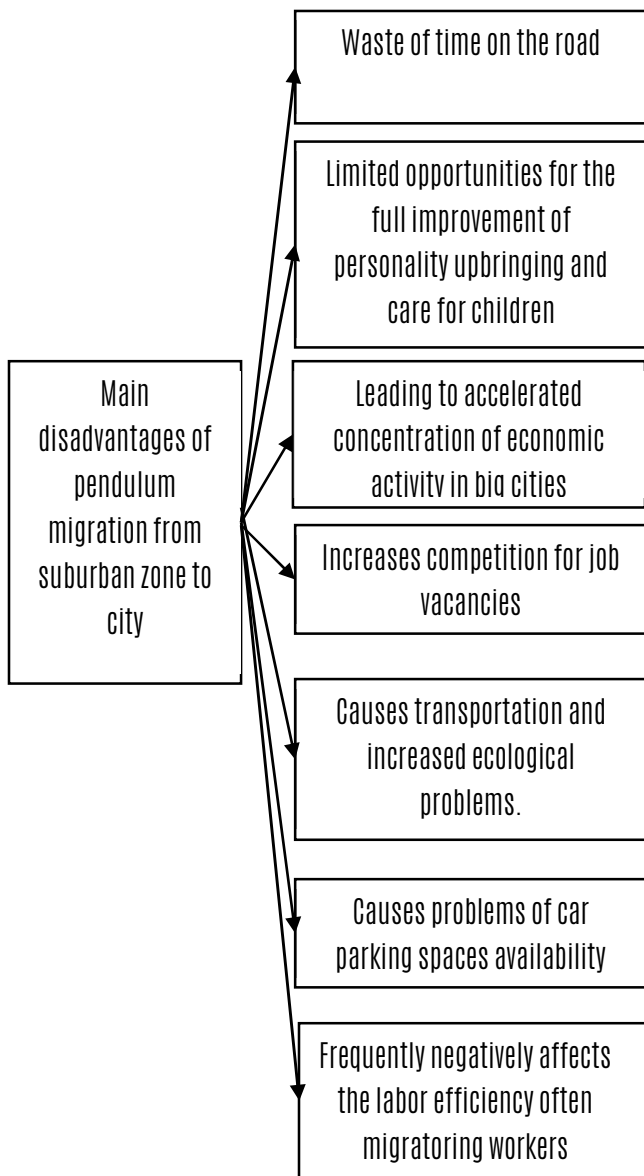 Waste of time on the road
Limited opportunities for the
full improvement of
personality upbringing and
care for children
Main
disadvantages of
pendulum
migration from
suburban zone to
city
Leading to accelerated
concentration of economic
activity in big cities
Increases competition for job
vacancies
Causes transportation and
increased ecological
problems.
Causes problems of car
parking spaces availability
Frequently negatively affects
the labor efficiency often
migratoring workers